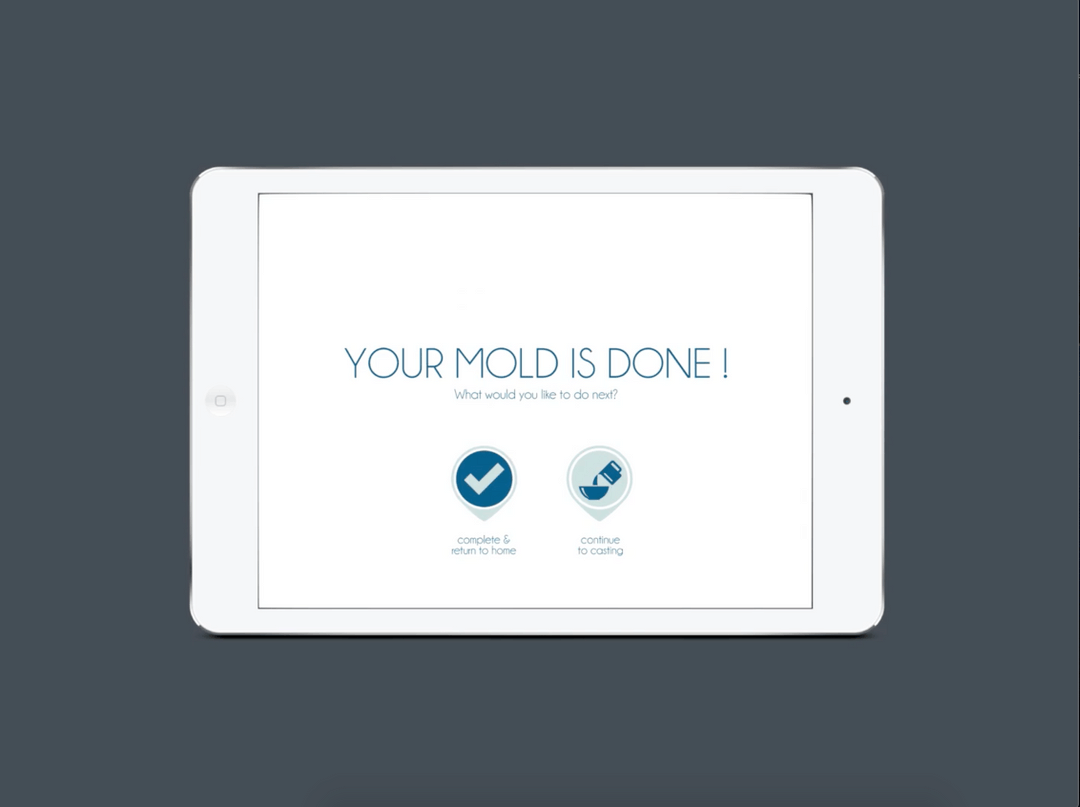 YOUR MOLD IS DONE !
What would you like to do next?
complete &
return to home
continue
to casting